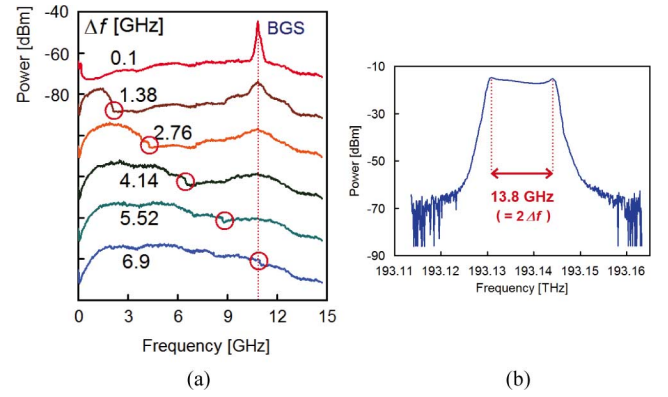 Δf [GHz]
BGS
Power [dBm]
-40
-60
-80
0.1
1.38
2.76
4.14
5.52
6.9
0 3 6 9 12 15
Frequency [GHz]
(a)
Power [dBm]
-10
-30
-50
-70
-90
13.8 GHz
( = 2Δf )
193.11 193.12 193.13 193.14 193.15 193.16
Frequency [THz]
(b)